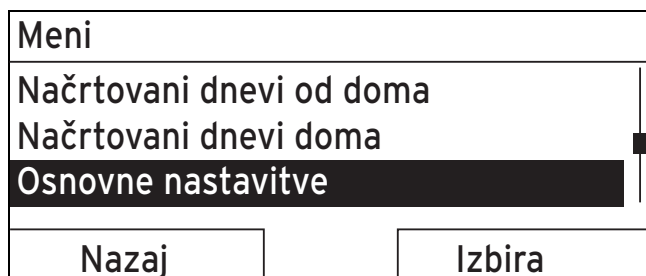 Meni
Načrtovani dnevi od doma
Načrtovani dnevi doma
Osnovne nastavitve
Nazaj
Izbira